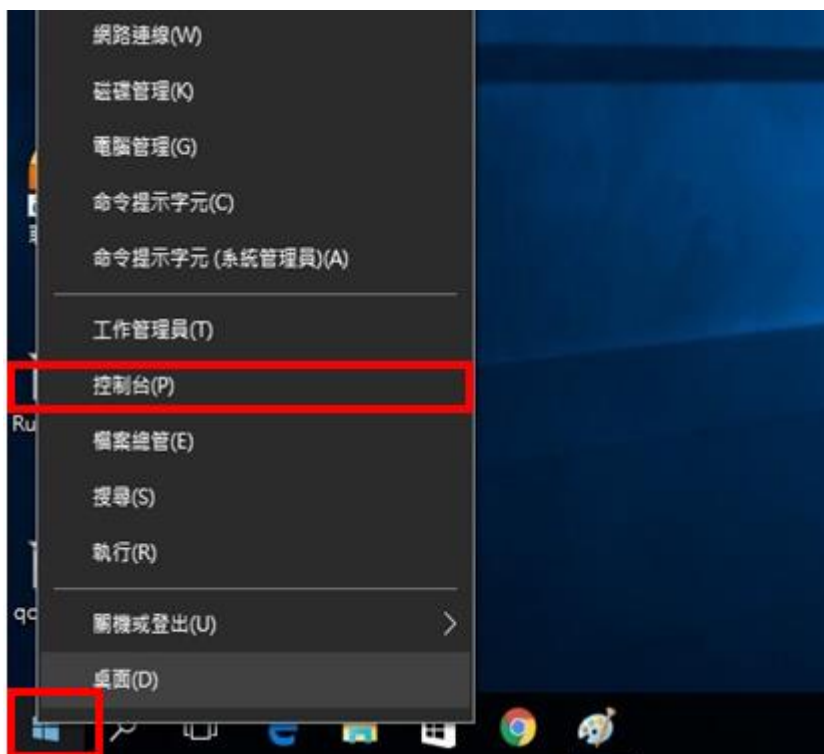 網路連線(W)
磁碟管理(K)
電腦管理(G)
命令提示字元(C)
命令提示字元 (系統管理員)(A)
工作管理員(T)
控制台(P)
檔案總管(E)
搜尋(S)
執行(R)
關機或登出(U)
桌面(D)
Ru
qc